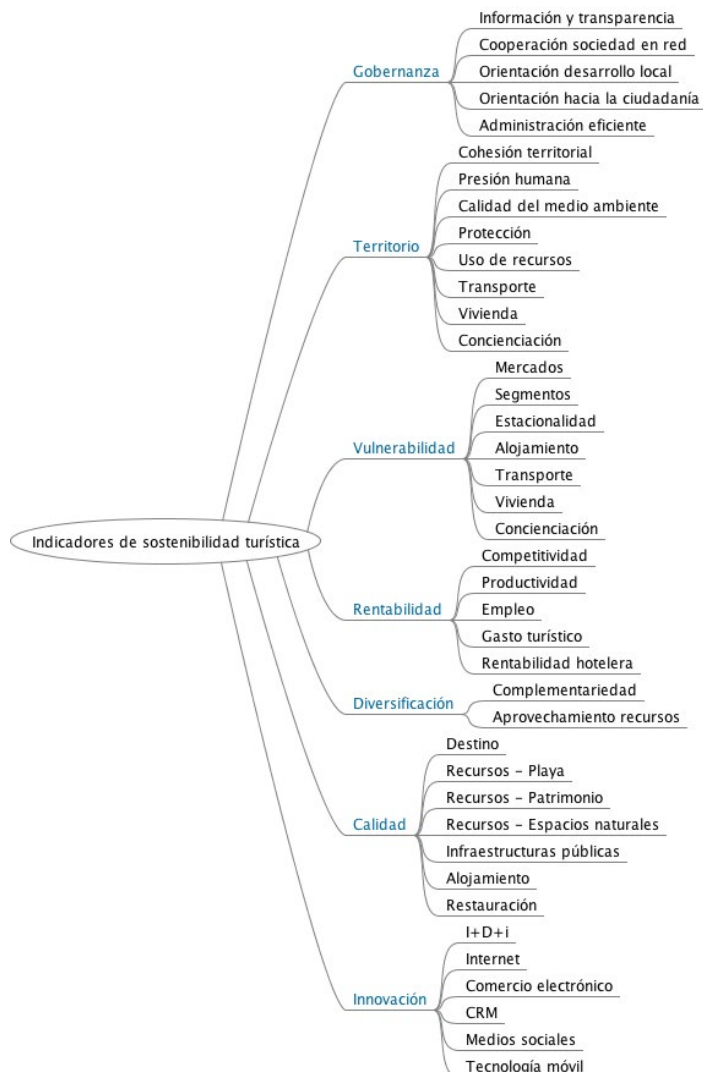 Indicadores de sostenibilidad turística
Gobernanza
Información y transparencia
Cooperación sociedad en red
Orientación desarrollo local
Orientación hacia la ciudadanía
Administración eficiente
Territorio
Cohesión territorial
Presión humana
Calidad del medio ambiente
Protección
Uso de recursos
Transporte
Vivienda
Concienciación
Vulnerabilidad
Mercados
Segmentos
Estacionalidad
Alojamiento
Transporte
Vivienda
Concienciación
Rentabilidad
Competitividad
Productividad
Empleo
Gasto turístico
Rentabilidad hotelera
Diversificación
Complementariedad
Aprovechamiento recursos
Calidad
Destino
Recursos – Playa
Recursos – Patrimonio
Recursos – Espacios naturales
Infraestructuras públicas
Alojamiento
Restauración
Innovación
I+D+i
Internet
Comercio electrónico
CRM
Medios sociales
Tecnología móvil